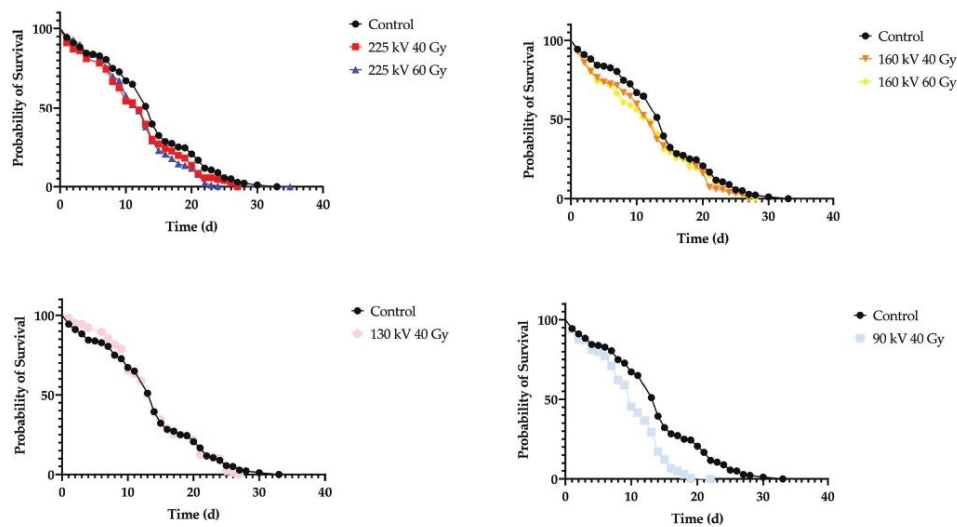 Control
225 kV 40 Gy
225 kV 60 Gy
Probability of Survival
100
50
0
0 10 20 30 40
Time (d)
Control
160 kV 40 Gy
160 kV 60 Gy
Probability of Survival
100
50
0
0 10 20 30 40
Time (d)
Control
130 kV 40 Gy
Probability of Survival
100
50
0
0 10 20 30 40
Time (d)
Control
90 kV 40 Gy
Probability of Survival
100
50
0
0 10 20 30 40
Time (d)